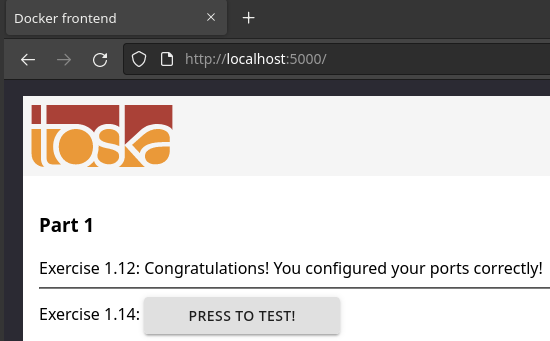 Docker frontend
http://localhost:5000/
toska
Part 1
Exercise 1.12: Congratulations! You configured your ports correctly!
Exercise 1.14: PRESS TO TEST!